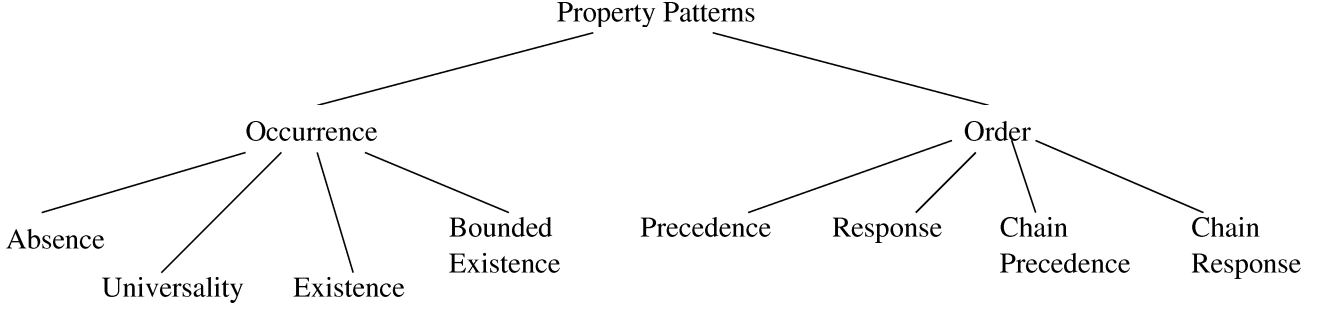 Property Patterns
Occurrence
Order
Absence
Universality
Existence
Bounded
Existence
Precedence
Response
Chain
Precedence
Chain
Response